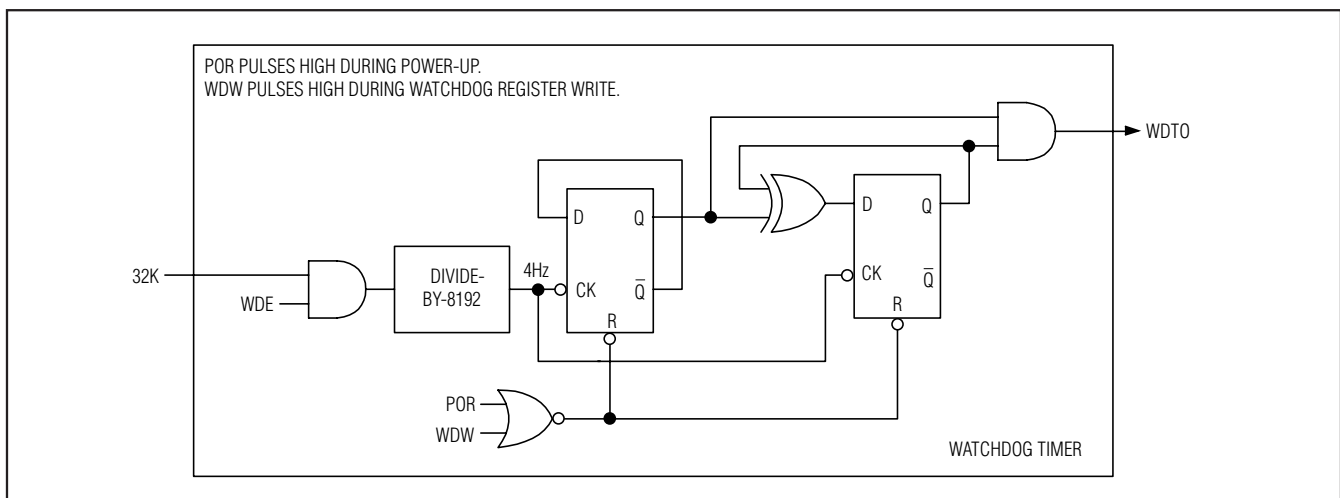 POR PULSES HIGH DURING POWER-UP.
WDW PULSES HIGH DURING WATCHDOG REGISTER WRITE.
WDTO
D
Q
D
Q
32K
WDE
DIVIDE-
BY-8192
4Hz
CK
Q̅
R
CK
Q̅
R
POR
WDW
WATCHDOG TIMER